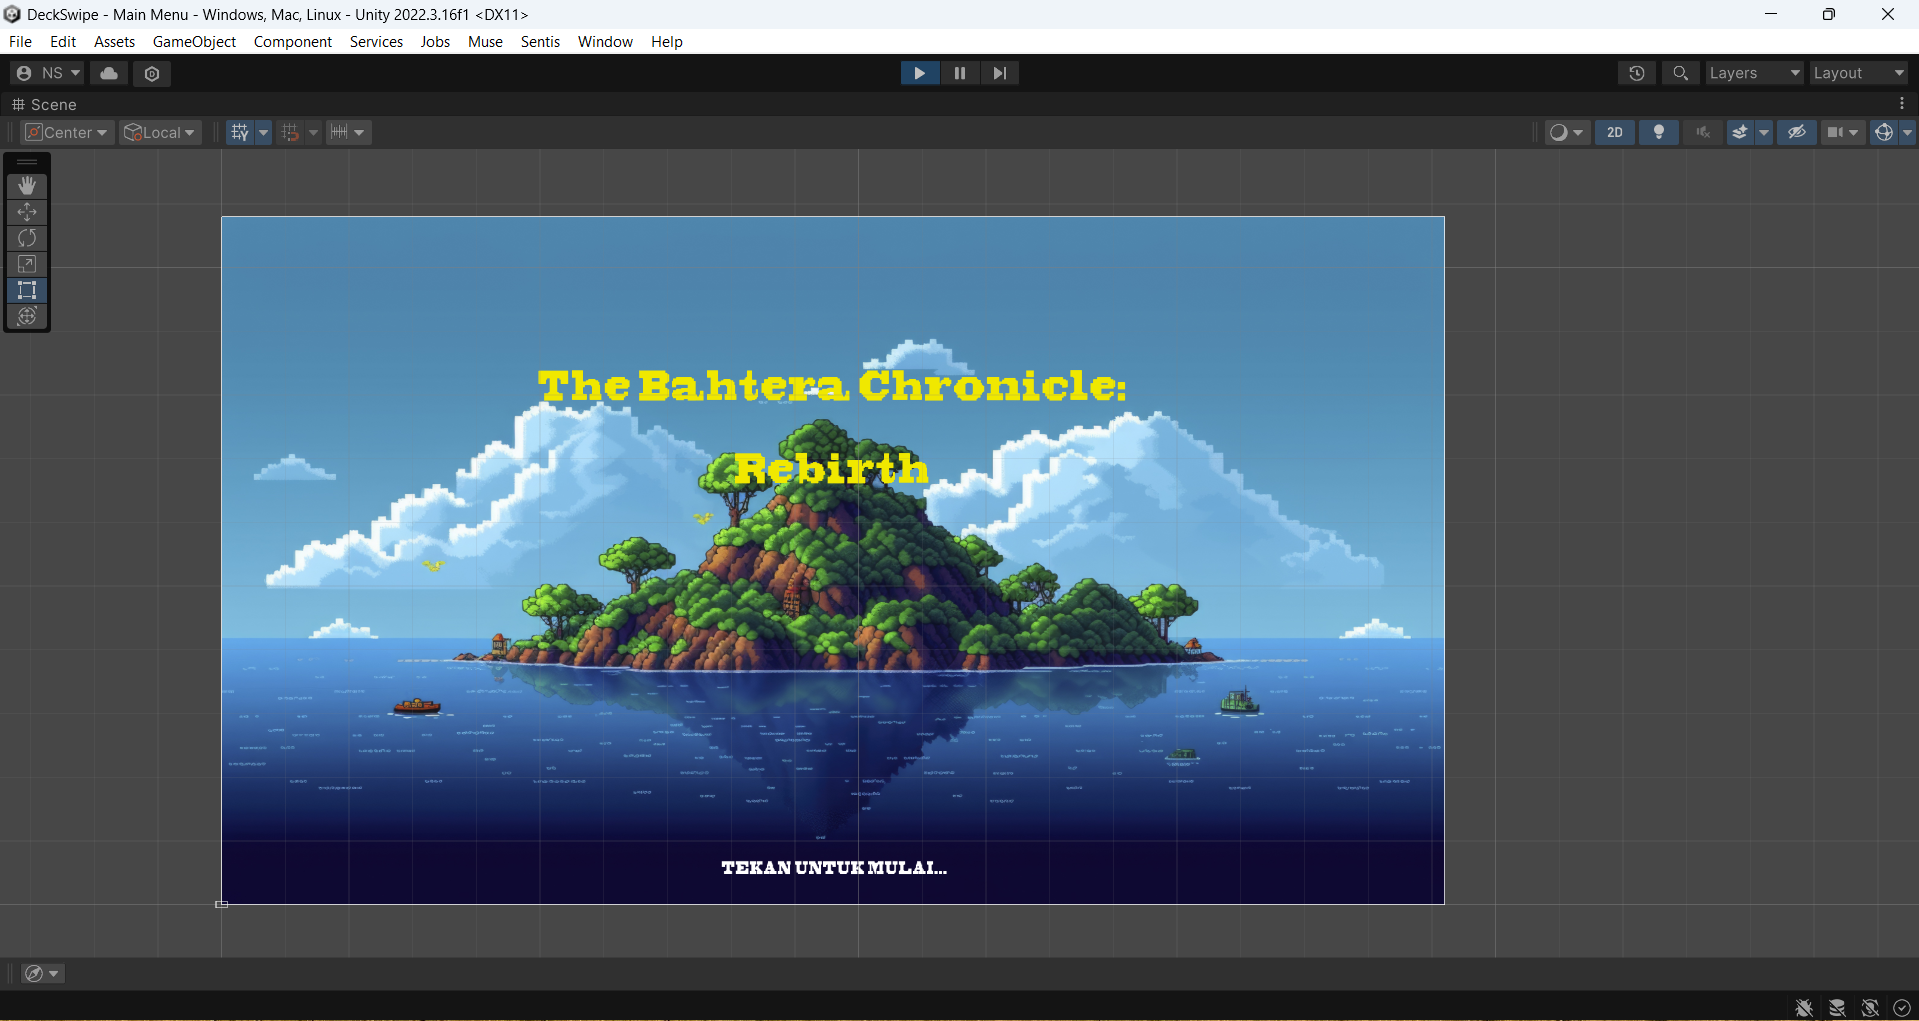 DeckSwipe - Main Menu - Windows, Mac, Linux - Unity 2022.3.16f1 <DX11>
File Edit Assets GameObject Component Services Jobs Muse Sentis Window Help
NS Layers Layout
Scene
Center Local 2D
The Bahtera Chronicle:
Rebirth
TEKAN UNTUK MULAI...